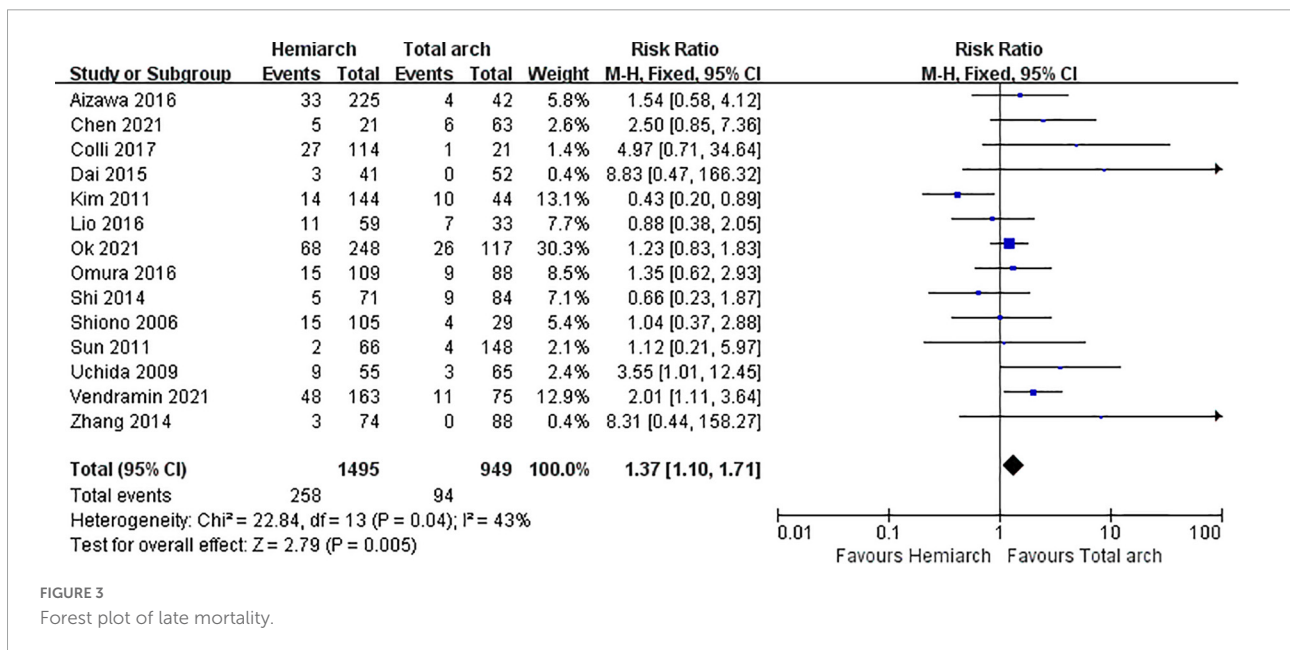 Hemiarch Total arch Risk Ratio Risk Ratio
Study or Subgroup Events Total Events Total Weight M-H, Fixed, 95% CI M-H, Fixed, 95% CI
Aizawa 2016 33 225 4 42 5.8% 1.54 [0.58, 4.12]
Chen 2021 5 21 6 63 2.6% 2.50 [0.85, 7.36]
Colli 2017 27 114 1 21 1.4% 4.97 [0.71, 34.64]
Dai 2015 3 41 0 52 0.4% 8.83 [0.47, 166.32]
Kim 2011 14 144 10 44 13.1% 0.43 [0.20, 0.89]
Lio 2016 11 59 7 33 7.7% 0.88 [0.38, 2.05]
Ok 2021 68 248 26 117 30.3% 1.23 [0.83, 1.83]
Omura 2016 15 109 9 88 8.5% 1.35 [0.62, 2.93]
Shi 2014 5 71 9 84 7.1% 0.66 [0.23, 1.87]
Shiono 2006 15 105 4 29 5.4% 1.04 [0.37, 2.88]
Sun 2011 2 66 4 148 2.1% 1.12 [0.21, 5.97]
Uchida 2009 9 55 3 65 2.4% 3.55 [1.01, 12.45]
Vendramin 2021 48 163 11 75 12.9% 2.01 [1.11, 3.64]
Zhang 2014 3 74 0 88 0.4% 8.31 [0.44, 158.27]
Total (95% CI) 1495 949 100.0% 1.37 [1.10, 1.71]
Total events 258 94
Heterogeneity: Chi² = 22.84, df = 13 (P = 0.04); I² = 43%
Test for overall effect: Z = 2.79 (P = 0.005)
0.01 0.1 1 10 100
Favours Hemiarch Favours Total arch
FIGURE 3
Forest plot of late mortality.